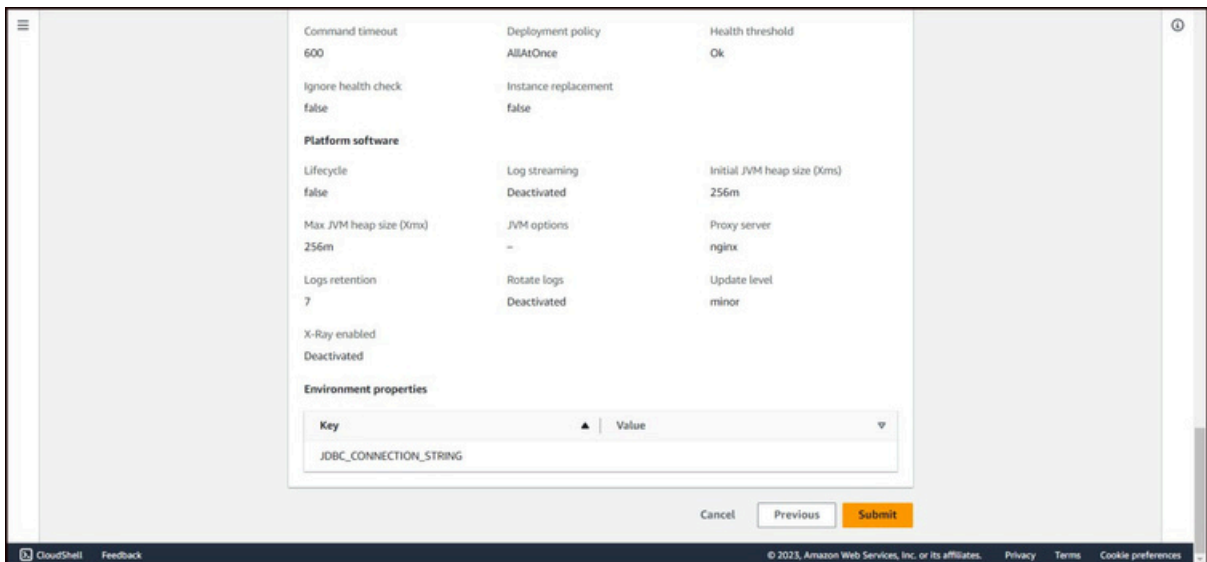 Command timeout Deployment policy Health threshold
600 AllAtOnce Ok
Ignore health check Instance replacement
false false
Platform software
Lifecycle Log streaming Initial JVM heap size (Xms)
false Deactivated 256m
Max JVM heap size (Xmx) JVM options Proxy server
256m – nginx
Logs retention Rotate logs Update level
7 Deactivated minor
X-Ray enabled
Deactivated
Environment properties
Key Value
JDBC_CONNECTION_STRING
Cancel Previous Submit
CloudShell Feedback © 2023, Amazon Web Services, Inc. or its affiliates. Privacy Terms Cookie preferences